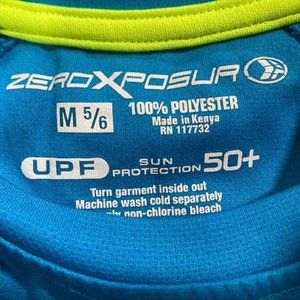 ZEROXPOSUR
M 5/6
100% POLYESTER
Made in Kenya
RN 117732
UPF SUN PROTECTION 50+
Turn garment inside out
Machine wash cold separately
non-chlorine bleach